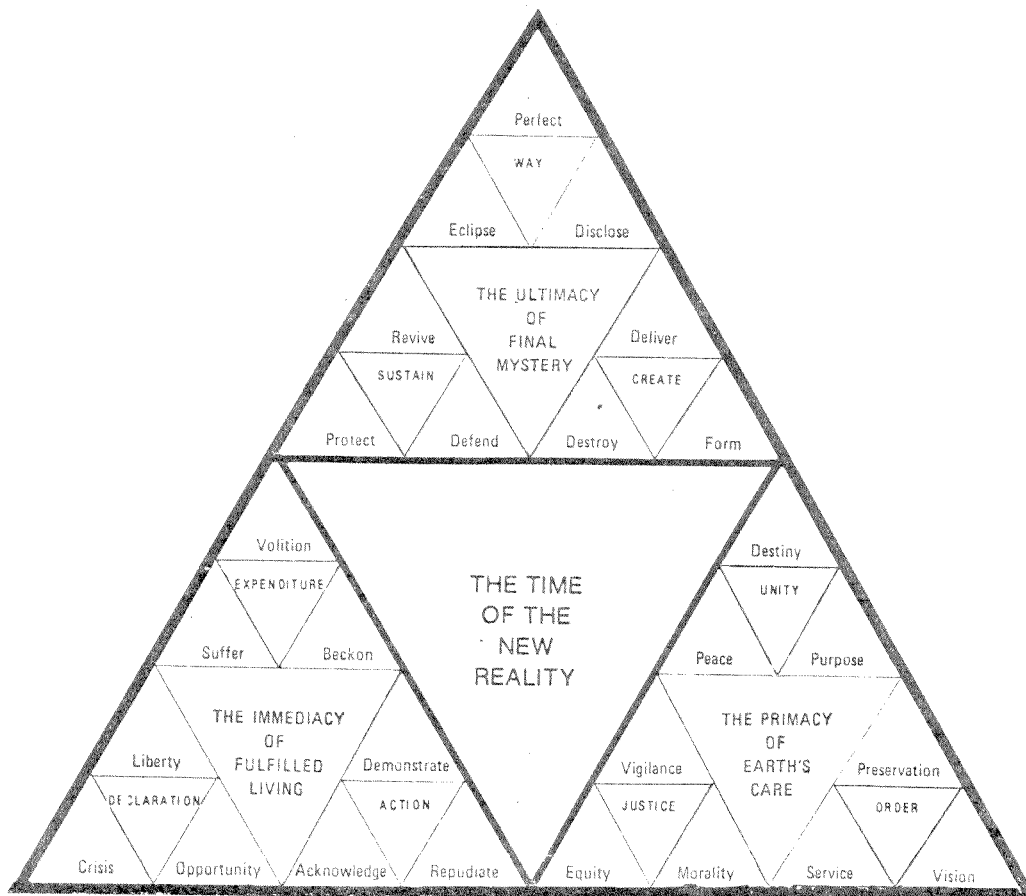 Perfect
WAY
Eclipse
Disclose
THE ULTIMACY
OF
FINAL
MYSTERY
Revive
SUSTAIN
Protect
Defend
Deliver
CREATE
Destroy
Form
THE TIME
OF THE
NEW
REALITY
Volition
EXPENDITURE
Suffer
Beckon
THE IMMEDIACY
OF
FULFILLED
LIVING
Liberty
DECLARATION
Crisis
Opportunity
Demonstrate
ACTION
Acknowledge
Repudiate
Destiny
UNITY
Peace
Purpose
THE PRIMACY
OF
EARTH'S
CARE
Vigilance
JUSTICE
Equity
Morality
Preservation
ORDER
Service
Vision